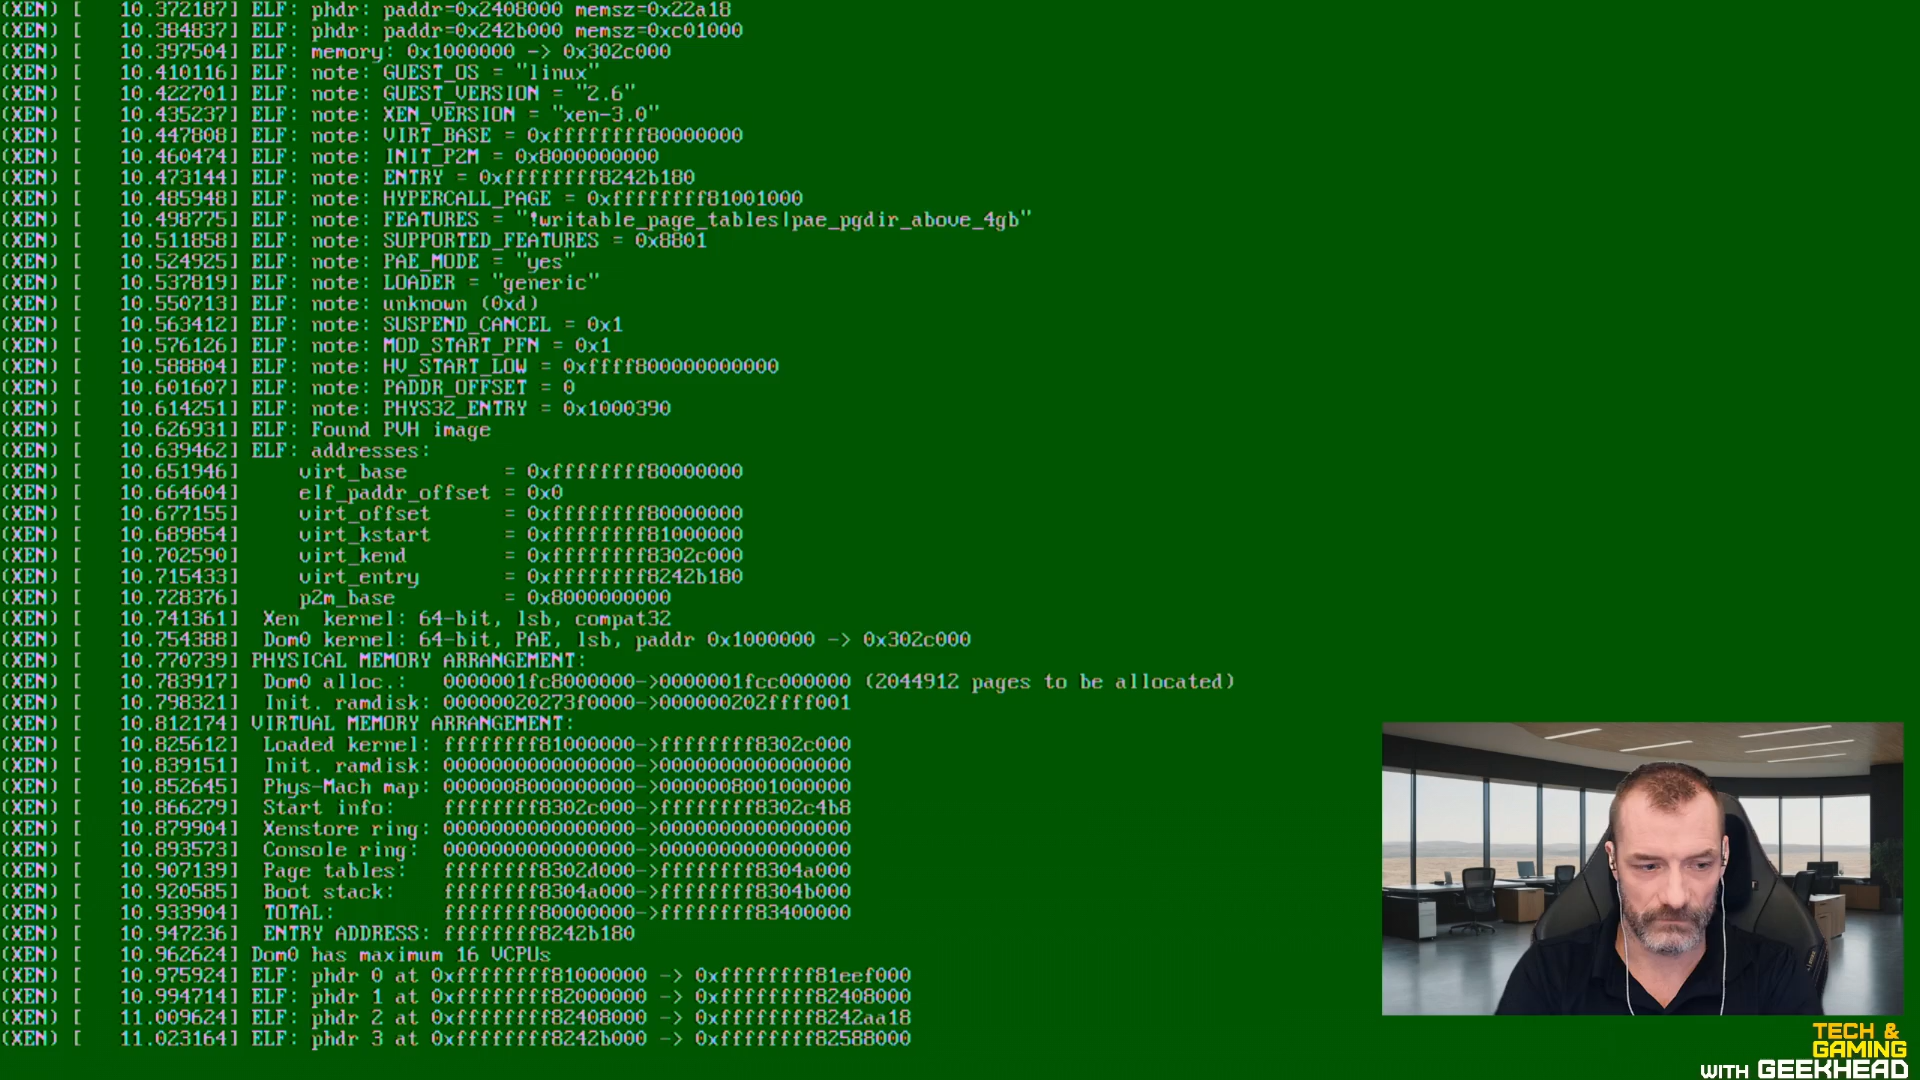 (XEN) [   10.372187] ELF: phdr: paddr=0x2408000 memsz=0x22a18
(XEN) [   10.384837] ELF: phdr: paddr=0x242b000 memsz=0xc01000
(XEN) [   10.397504] ELF: memory: 0x1000000 -> 0x302c000
(XEN) [   10.410116] ELF: note: GUEST_OS = "linux"
(XEN) [   10.422701] ELF: note: GUEST_VERSION = "2.6"
(XEN) [   10.435237] ELF: note: XEN_VERSION = "xen-3.0"
(XEN) [   10.447808] ELF: note: VIRT_BASE = 0xffffffff80000000
(XEN) [   10.460474] ELF: note: INIT_P2M = 0x8000000000
(XEN) [   10.473144] ELF: note: ENTRY = 0xffffffff8242b180
(XEN) [   10.485948] ELF: note: HYPERCALL_PAGE = 0xffffffff81001000
(XEN) [   10.498775] ELF: note: FEATURES = "!writable_page_tables|pae_pgdir_above_4gb"
(XEN) [   10.511858] ELF: note: SUPPORTED_FEATURES = 0x8801
(XEN) [   10.524925] ELF: note: PAE_MODE = "yes"
(XEN) [   10.537819] ELF: note: LOADER = "generic"
(XEN) [   10.550713] ELF: note: unknown (0xd)
(XEN) [   10.563412] ELF: note: SUSPEND_CANCEL = 0x1
(XEN) [   10.576126] ELF: note: MOD_START_PFN = 0x1
(XEN) [   10.588804] ELF: note: HV_START_LOW = 0xffff800000000000
(XEN) [   10.601607] ELF: note: PADDR_OFFSET = 0
(XEN) [   10.614251] ELF: note: PHYS32_ENTRY = 0x1000390
(XEN) [   10.626931] ELF: Found PVH image
(XEN) [   10.639462] ELF: addresses:
(XEN) [   10.651946]     virt_base        = 0xffffffff80000000
(XEN) [   10.664604]     elf_paddr_offset = 0x0
(XEN) [   10.677155]     virt_offset      = 0xffffffff80000000
(XEN) [   10.689854]     virt_kstart      = 0xffffffff81000000
(XEN) [   10.702590]     virt_kend        = 0xffffffff8302c000
(XEN) [   10.715433]     virt_entry       = 0xffffffff8242b180
(XEN) [   10.728376]     p2m_base         = 0x8000000000
(XEN) [   10.741361]  Xen  kernel: 64-bit, lsb, compat32
(XEN) [   10.754388]  Dom0 kernel: 64-bit, PAE, lsb, paddr 0x1000000 -> 0x302c000
(XEN) [   10.770739] PHYSICAL MEMORY ARRANGEMENT:
(XEN) [   10.783917]  Dom0 alloc.:   0000001fc8000000->0000001fcc000000 (2044912 pages to be allocated)
(XEN) [   10.798321]  Init. ramdisk: 00000020273f0000->000000202ffff001
(XEN) [   10.812174] VIRTUAL MEMORY ARRANGEMENT:
(XEN) [   10.825612]  Loaded kernel: ffffffff81000000->ffffffff8302c000
(XEN) [   10.839151]  Init. ramdisk: 0000000000000000->0000000000000000
(XEN) [   10.852645]  Phys-Mach map: 0000008000000000->0000008001000000
(XEN) [   10.866279]  Start info:    ffffffff8302c000->ffffffff8302c4b8
(XEN) [   10.879904]  Xenstore ring: 0000000000000000->0000000000000000
(XEN) [   10.893573]  Console ring:  0000000000000000->0000000000000000
(XEN) [   10.907139]  Page tables:   ffffffff8302d000->ffffffff8304a000
(XEN) [   10.920585]  Boot stack:    ffffffff8304a000->ffffffff8304b000
(XEN) [   10.933904]  TOTAL:         ffffffff80000000->ffffffff83400000
(XEN) [   10.947236]  ENTRY ADDRESS: ffffffff8242b180
(XEN) [   10.962624] Dom0 has maximum 16 VCPUs
(XEN) [   10.975924] ELF: phdr 0 at 0xffffffff81000000 -> 0xffffffff81eef000
(XEN) [   10.994714] ELF: phdr 1 at 0xffffffff82000000 -> 0xffffffff82408000
(XEN) [   11.009624] ELF: phdr 2 at 0xffffffff82408000 -> 0xffffffff8242aa18
(XEN) [   11.023164] ELF: phdr 3 at 0xffffffff8242b000 -> 0xffffffff82588000
TECH &
GAMING
WITH GEEKHEAD